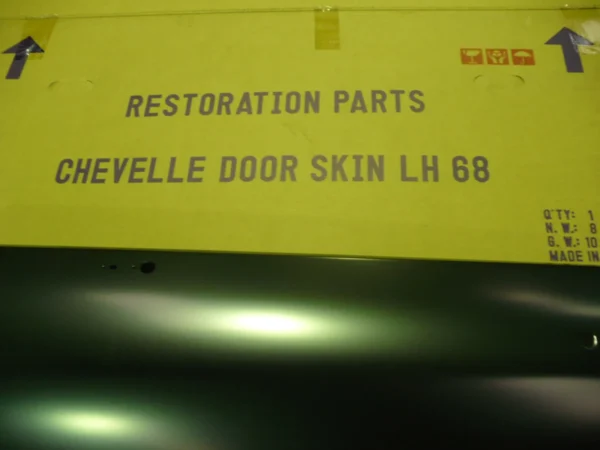 RESTORATION PARTS
CHEVELLE DOOR SKIN LH 68
Q'TY: 1
N. W.: 8
G. W.: 10
MADE IN